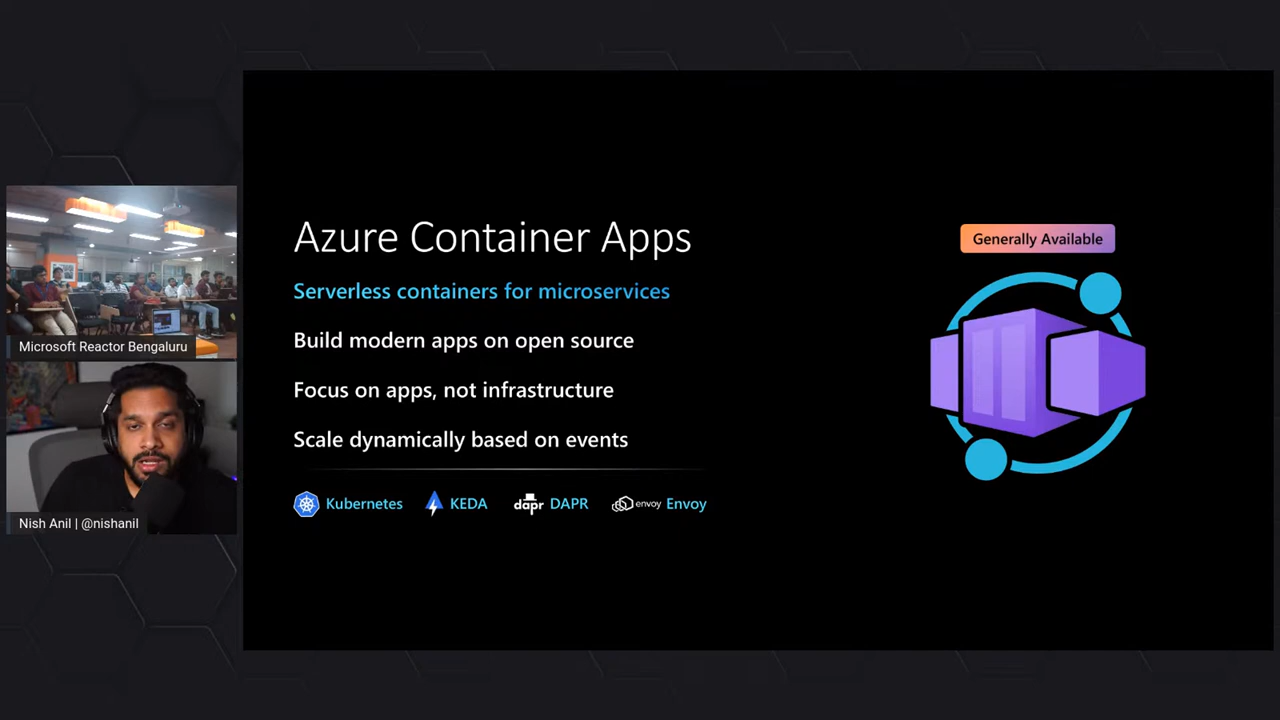 Azure Container Apps
Serverless containers for microservices
Build modern apps on open source
Focus on apps, not infrastructure
Scale dynamically based on events
Kubernetes
KEDA
dapr DAPR
envoy Envoy
Generally Available
Microsoft Reactor Bengaluru
Nish Anil | @nishanil